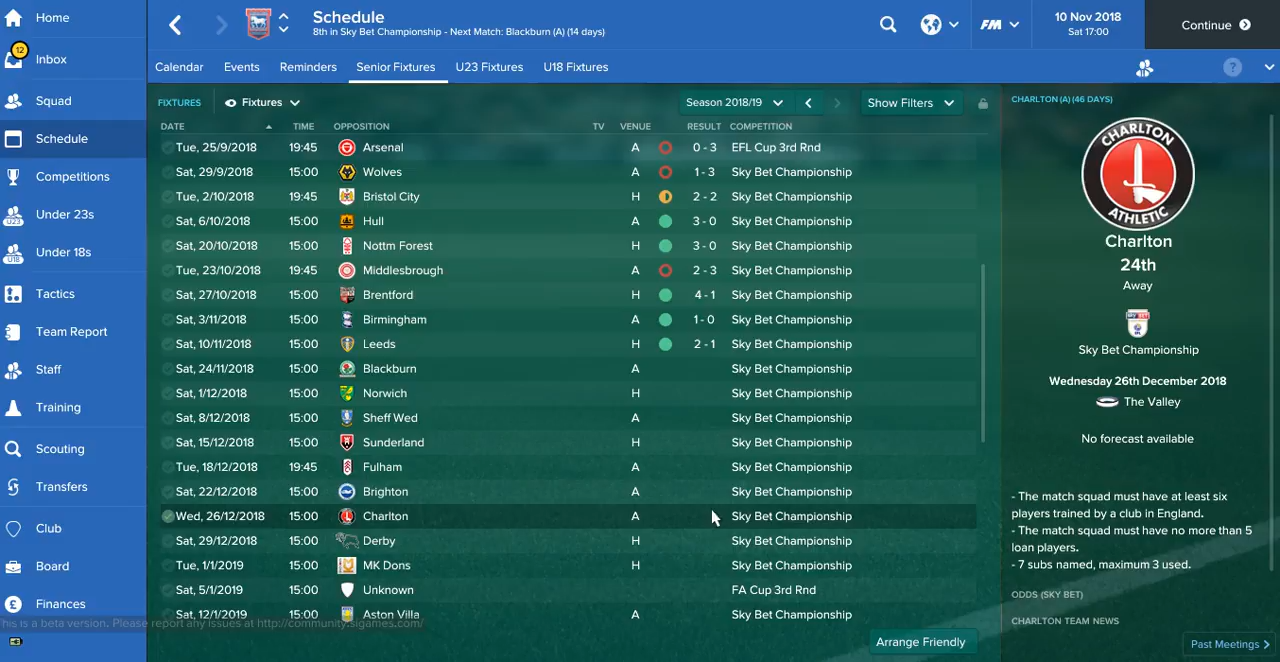 Home
12
Inbox
Squad
Schedule
Competitions
U23
Under 23s
U18
Under 18s
Tactics
Team Report
Staff
Training
Scouting
Transfers
Club
Board
£ Finances
Schedule
8th in Sky Bet Championship - Next Match: Blackburn (A) (14 days)
FM
10 Nov 2018
Sat 17:00
Continue
Calendar Events Reminders Senior Fixtures U23 Fixtures U18 Fixtures ?
FIXTURES Fixtures Season 2018/19 Show Filters
DATE TIME OPPOSITION TV VENUE RESULT COMPETITION
Tue, 25/9/2018 19:45 Arsenal A 0 - 3 EFL Cup 3rd Rnd
Sat, 29/9/2018 15:00 Wolves A 1 - 3 Sky Bet Championship
Tue, 2/10/2018 19:45 Bristol City H 2 - 2 Sky Bet Championship
Sat, 6/10/2018 15:00 Hull A 3 - 0 Sky Bet Championship
Sat, 20/10/2018 15:00 Nottm Forest H 3 - 0 Sky Bet Championship
Tue, 23/10/2018 19:45 Middlesbrough A 2 - 3 Sky Bet Championship
Sat, 27/10/2018 15:00 Brentford H 4 - 1 Sky Bet Championship
Sat, 3/11/2018 15:00 Birmingham A 1 - 0 Sky Bet Championship
Sat, 10/11/2018 15:00 Leeds H 2 - 1 Sky Bet Championship
Sat, 24/11/2018 15:00 Blackburn A Sky Bet Championship
Sat, 1/12/2018 15:00 Norwich H Sky Bet Championship
Sat, 8/12/2018 15:00 Sheff Wed A Sky Bet Championship
Sat, 15/12/2018 15:00 Sunderland H Sky Bet Championship
Tue, 18/12/2018 19:45 Fulham A Sky Bet Championship
Sat, 22/12/2018 15:00 Brighton A Sky Bet Championship
Wed, 26/12/2018 15:00 Charlton A Sky Bet Championship
Sat, 29/12/2018 15:00 Derby H Sky Bet Championship
Tue, 1/1/2019 15:00 MK Dons H Sky Bet Championship
Sat, 5/1/2019 15:00 Unknown FA Cup 3rd Rnd
Sat, 12/1/2019 15:00 Aston Villa A Sky Bet Championship
This is a beta version. Please report any issues at http://community.sigames.com/
Arrange Friendly
CHARLTON (A) (46 DAYS)
CHARLTON
ATHLETIC
Charlton
24th
Away
Sky Bet Championship
Wednesday 26th December 2018
The Valley
No forecast available
- The match squad must have at least six
players trained by a club in England.
- The match squad must have no more than 5
loan players.
- 7 subs named, maximum 3 used.
ODDS (SKY BET)
CHARLTON TEAM NEWS
Past Meetings